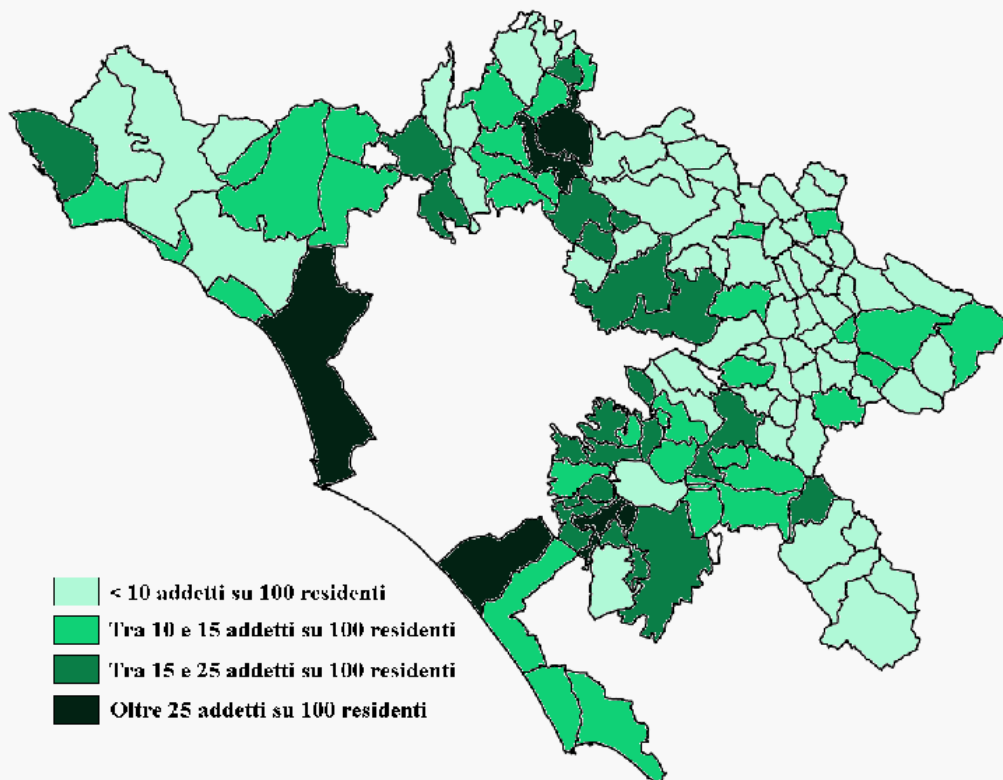 < 10 addetti su 100 residenti
Tra 10 e 15 addetti su 100 residenti
Tra 15 e 25 addetti su 100 residenti
Oltre 25 addetti su 100 residenti